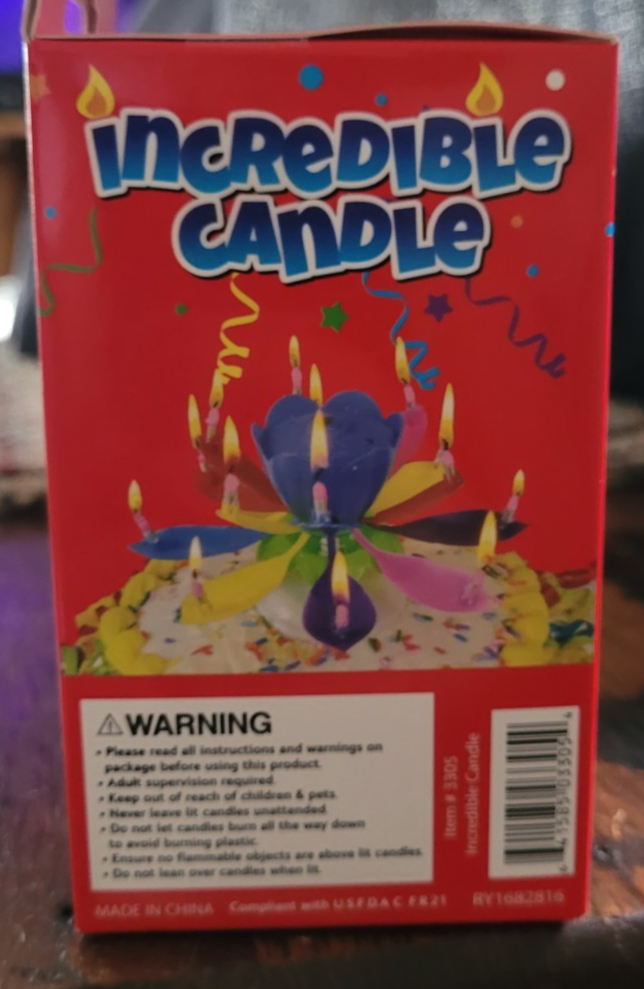 INCREDIBLE
CANDLE
WARNING
• Please read all instructions and warnings on
package before using this product.
• Adult supervision required.
• Keep out of reach of children & pets.
• Never leave lit candles unattended.
• Do not let candles burn all the way down
to avoid burning plastic.
• Ensure no flammable objects are above lit candles.
• Do not lean over candles when lit.
Item # 3305
Incredible Candle
MADE IN CHINA
Compliant with U.S.F.D.A C F.R.21
BY1682816